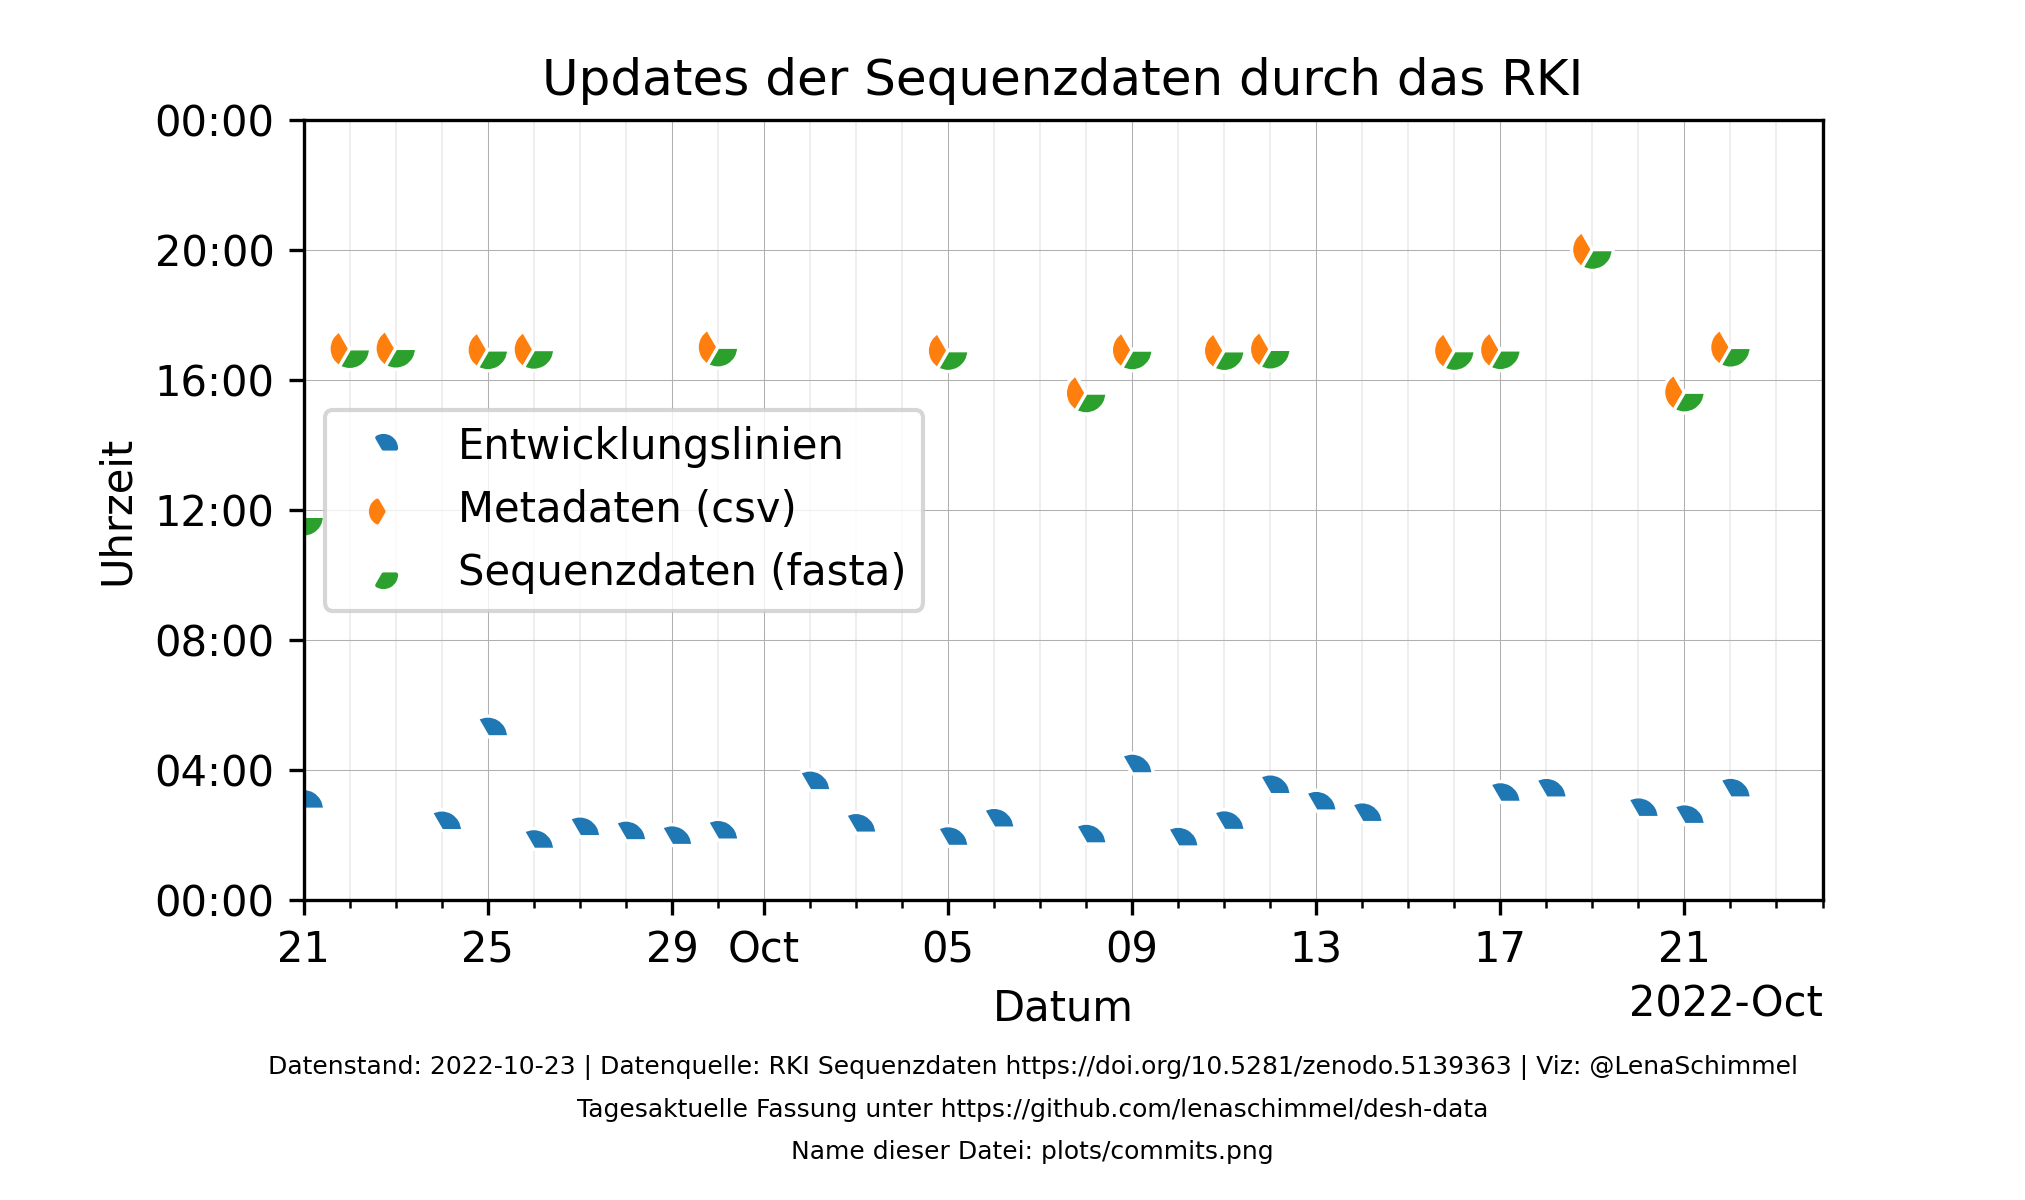 Updates der Sequenzdaten durch das RKI
00:00
20:00
16:00
12:00
08:00
04:00
00:00
Uhrzeit
Entwicklungslinien
Metadaten (csv)
Sequenzdaten (fasta)
21 25 29 Oct 05 09 13 17 21
2022-Oct
Datum
Datenstand: 2022-10-23 | Datenquelle: RKI Sequenzdaten https://doi.org/10.5281/zenodo.5139363 | Viz: @LenaSchimmel
Tagesaktuelle Fassung unter https://github.com/lenaschimmel/desh-data
Name dieser Datei: plots/commits.png